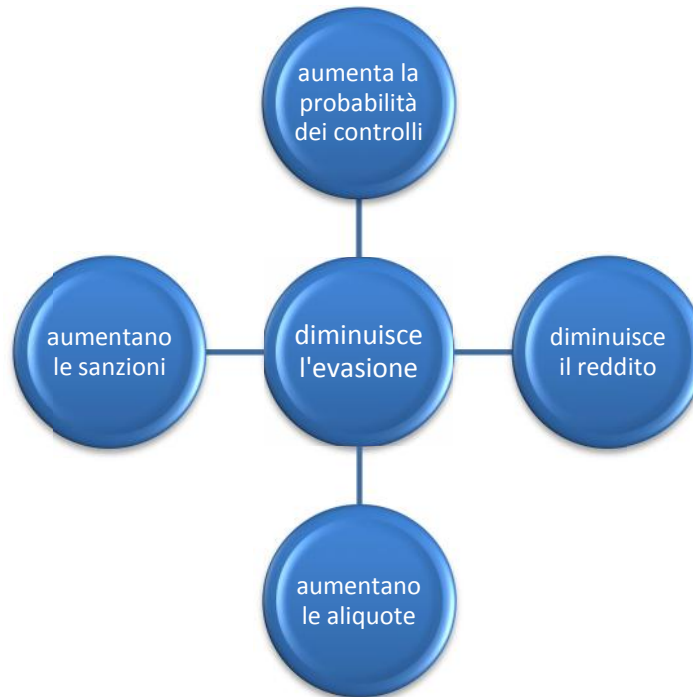 aumenta la
probabilità
dei controlli
aumentano
le sanzioni
diminuisce
l'evasione
diminuisce
il reddito
aumentano
le aliquote